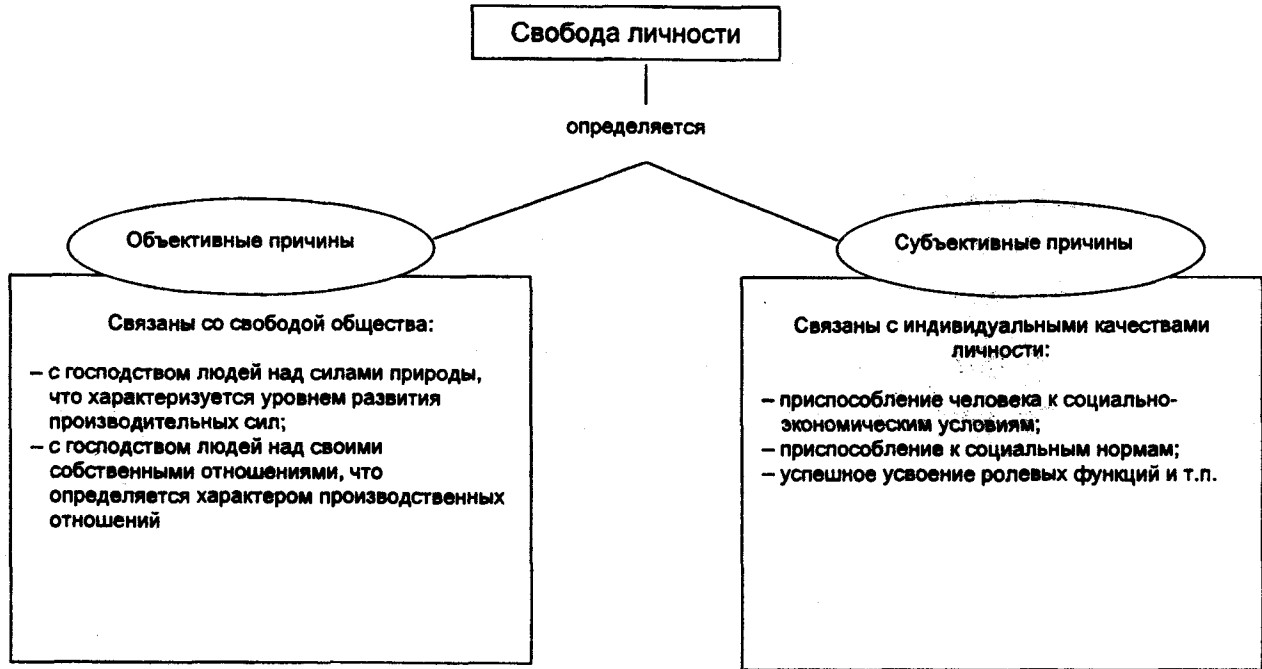 Свобода личности
определяется
Объективные причины
Связаны со свободой общества:
– с господством людей над силами природы,
что характеризуется уровнем развития
производительных сил;
– с господством людей над своими
собственными отношениями, что
определяется характером производственных
отношений
Субъективные причины
Связаны с индивидуальными качествами
личности:
– приспособление человека к социально-
экономическим условиям;
– приспособление к социальным нормам;
– успешное усвоение ролевых функций и т.п.